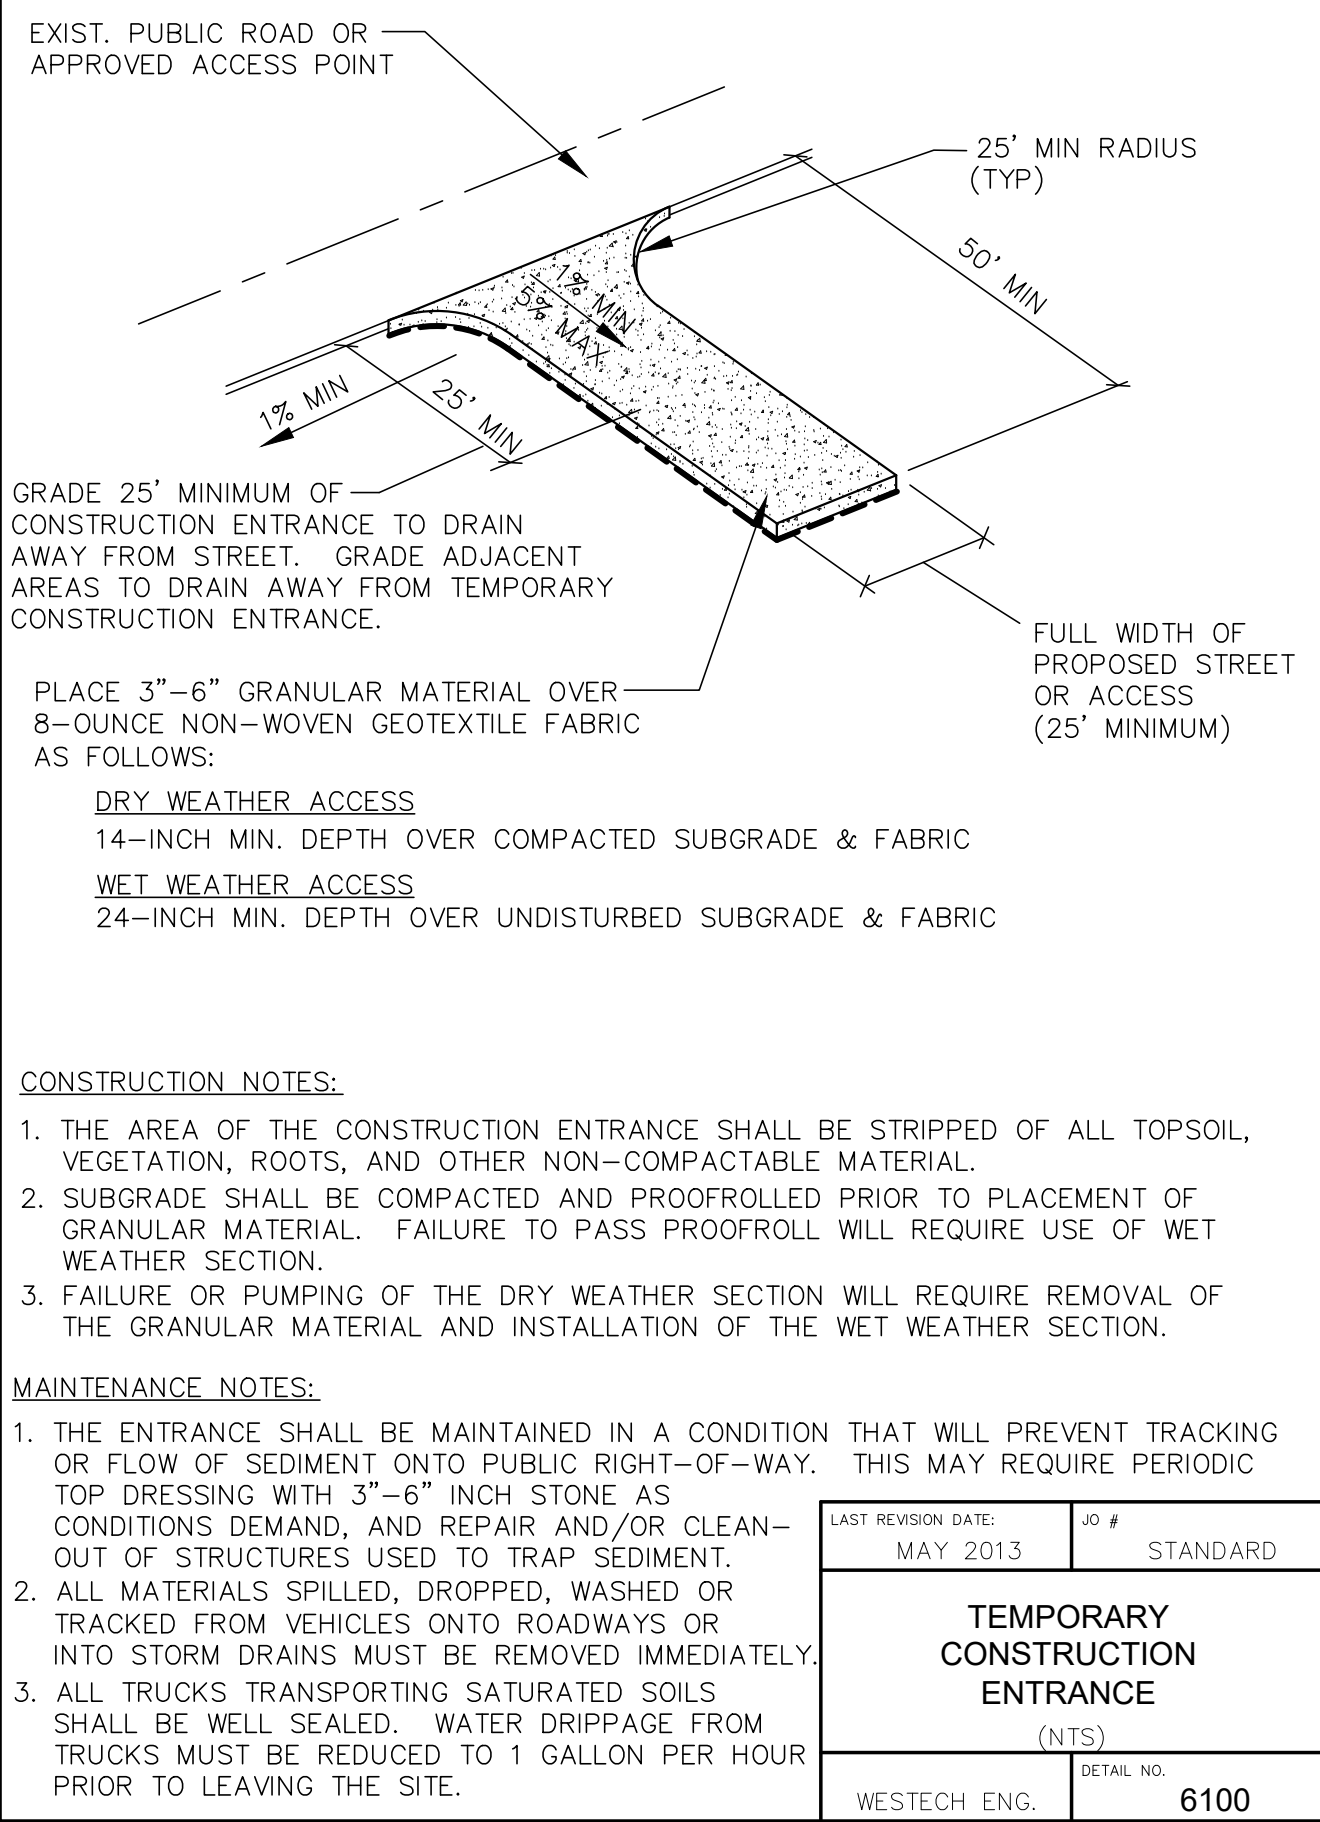 EXIST. PUBLIC ROAD OR
APPROVED ACCESS POINT
25' MIN RADIUS
(TYP)
50' MIN
1% MIN
5% MAX
1% MIN
25' MIN
GRADE 25' MINIMUM OF
CONSTRUCTION ENTRANCE TO DRAIN
AWAY FROM STREET. GRADE ADJACENT
AREAS TO DRAIN AWAY FROM TEMPORARY
CONSTRUCTION ENTRANCE.
FULL WIDTH OF
PROPOSED STREET
OR ACCESS
(25' MINIMUM)
PLACE 3"–6" GRANULAR MATERIAL OVER
8–OUNCE NON–WOVEN GEOTEXTILE FABRIC
AS FOLLOWS:
DRY WEATHER ACCESS
14–INCH MIN. DEPTH OVER COMPACTED SUBGRADE & FABRIC
WET WEATHER ACCESS
24–INCH MIN. DEPTH OVER UNDISTURBED SUBGRADE & FABRIC
CONSTRUCTION NOTES:
1. THE AREA OF THE CONSTRUCTION ENTRANCE SHALL BE STRIPPED OF ALL TOPSOIL,
VEGETATION, ROOTS, AND OTHER NON–COMPACTABLE MATERIAL.
2. SUBGRADE SHALL BE COMPACTED AND PROOFROLLED PRIOR TO PLACEMENT OF
GRANULAR MATERIAL. FAILURE TO PASS PROOFROLL WILL REQUIRE USE OF WET
WEATHER SECTION.
3. FAILURE OR PUMPING OF THE DRY WEATHER SECTION WILL REQUIRE REMOVAL OF
THE GRANULAR MATERIAL AND INSTALLATION OF THE WET WEATHER SECTION.
MAINTENANCE NOTES:
1. THE ENTRANCE SHALL BE MAINTAINED IN A CONDITION THAT WILL PREVENT TRACKING
OR FLOW OF SEDIMENT ONTO PUBLIC RIGHT–OF–WAY. THIS MAY REQUIRE PERIODIC
TOP DRESSING WITH 3"–6" INCH STONE AS
CONDITIONS DEMAND, AND REPAIR AND/OR CLEAN–
OUT OF STRUCTURES USED TO TRAP SEDIMENT.
2. ALL MATERIALS SPILLED, DROPPED, WASHED OR
TRACKED FROM VEHICLES ONTO ROADWAYS OR
INTO STORM DRAINS MUST BE REMOVED IMMEDIATELY.
3. ALL TRUCKS TRANSPORTING SATURATED SOILS
SHALL BE WELL SEALED. WATER DRIPPAGE FROM
TRUCKS MUST BE REDUCED TO 1 GALLON PER HOUR
PRIOR TO LEAVING THE SITE.
LAST REVISION DATE:
MAY 2013
JO #
STANDARD
TEMPORARY
CONSTRUCTION
ENTRANCE
(NTS)
WESTECH ENG.
DETAIL NO.
6100